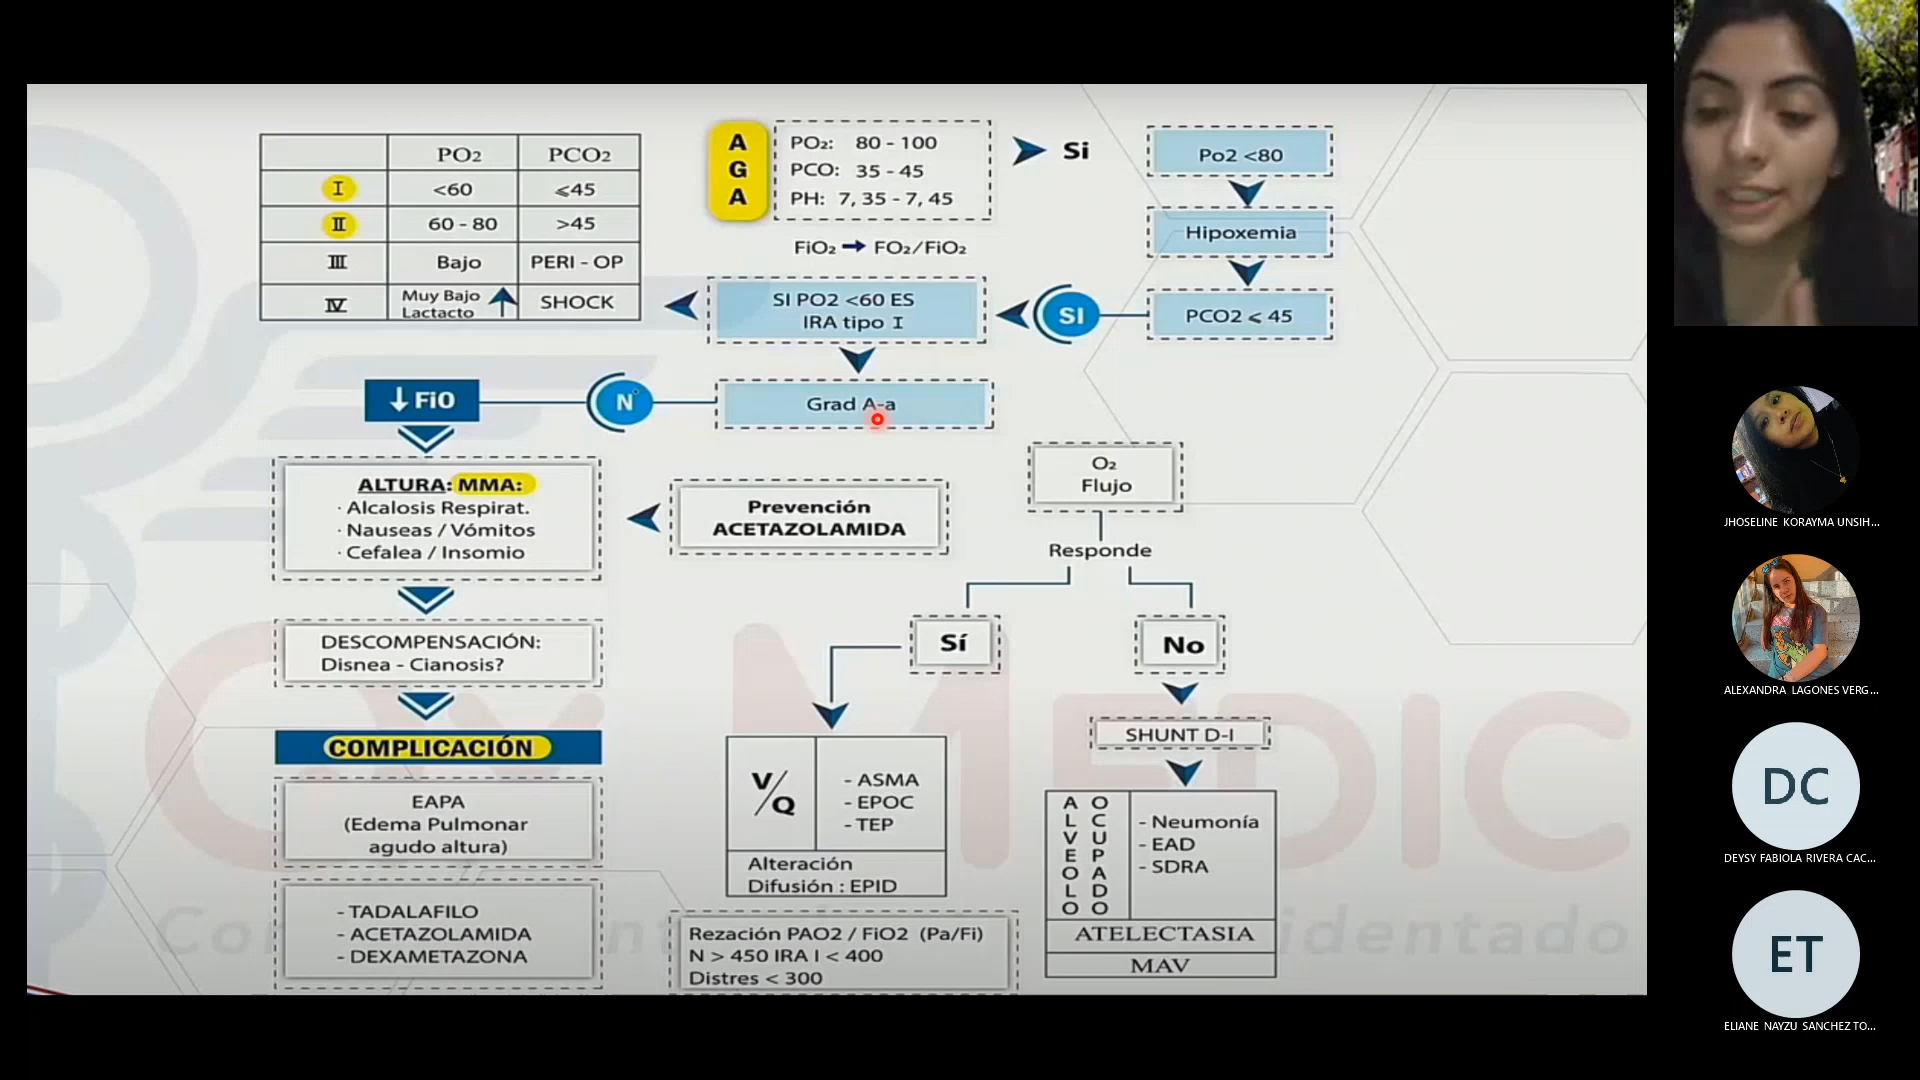 PO₂ PCO₂
I <60 ⩽45
II 60 - 80 >45
III Bajo PERI - OP
IV Muy Bajo Lactacto SHOCK
A
G
A
PO₂: 80 - 100
PCO: 35 - 45
PH: 7, 35 - 7, 45
Si
FiO₂ → FO₂/FiO₂
Po2 <80
Hipoxemia
PCO2 ⩽ 45
SI
SI PO2 <60 ES
IRA tipo I
Grad A-a
N
↓ FiO
ALTURA: MMA:
· Alcalosis Respirat.
· Nauseas / Vómitos
· Cefalea / Insomio
Prevención
ACETAZOLAMIDA
DESCOMPENSACIÓN:
Disnea - Cianosis?
COMPLICACIÓN
EAPA
(Edema Pulmonar
agudo altura)
- TADALAFILO
- ACETAZOLAMIDA
- DEXAMETAZONA
O₂
Flujo
Responde
Sí
No
V/Q
- ASMA
- EPOC
- TEP
Alteración
Difusión : EPID
Rezación PAO2 / FiO2 (Pa/Fi)
N > 450 IRA I < 400
Distres < 300
SHUNT D-I
ALVEOLO
OCUPADO
- Neumonía
- EAD
- SDRA
ATELECTASIA
MAV
MEDIC
JHOSELINE KORAYMA UNSIH...
ALEXANDRA LAGONES VERG...
DC
DEYSY FABIOLA RIVERA CAC...
ET
ELIANE NAYZU SANCHEZ TO...